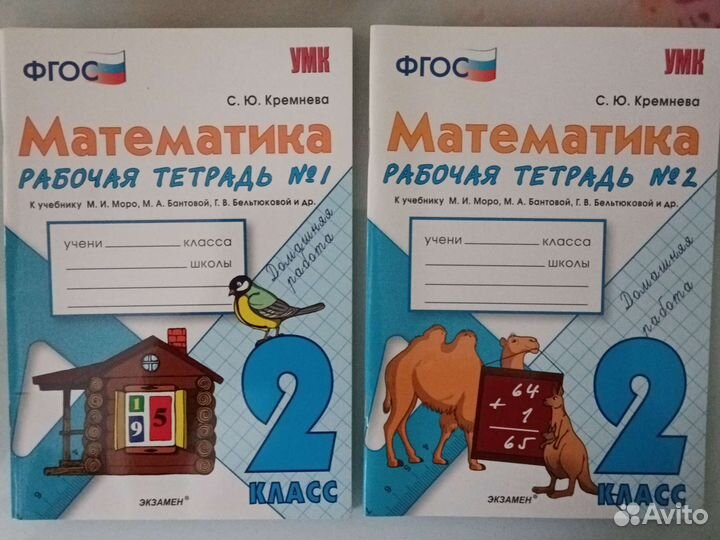 ФГОС
УМК
С. Ю. Кремнева
Математика
РАБОЧАЯ ТЕТРАДЬ №1
К учебнику М. И. Моро, М. А. Бантовой, Г. В. Бельтюковой и др.
учени класса
школы
Домашняя
работа
1
9 5
2
КЛАСС
ЭКЗАМЕН®
ФГОС
УМК
С. Ю. Кремнева
Математика
РАБОЧАЯ ТЕТРАДЬ №2
К учебнику М. И. Моро, М. А. Бантовой, Г. В. Бельтюковой и др.
учени класса
школы
Домашняя
работа
64
+ 1
65
2
КЛАСС
ЭКЗАМЕН®
Avito